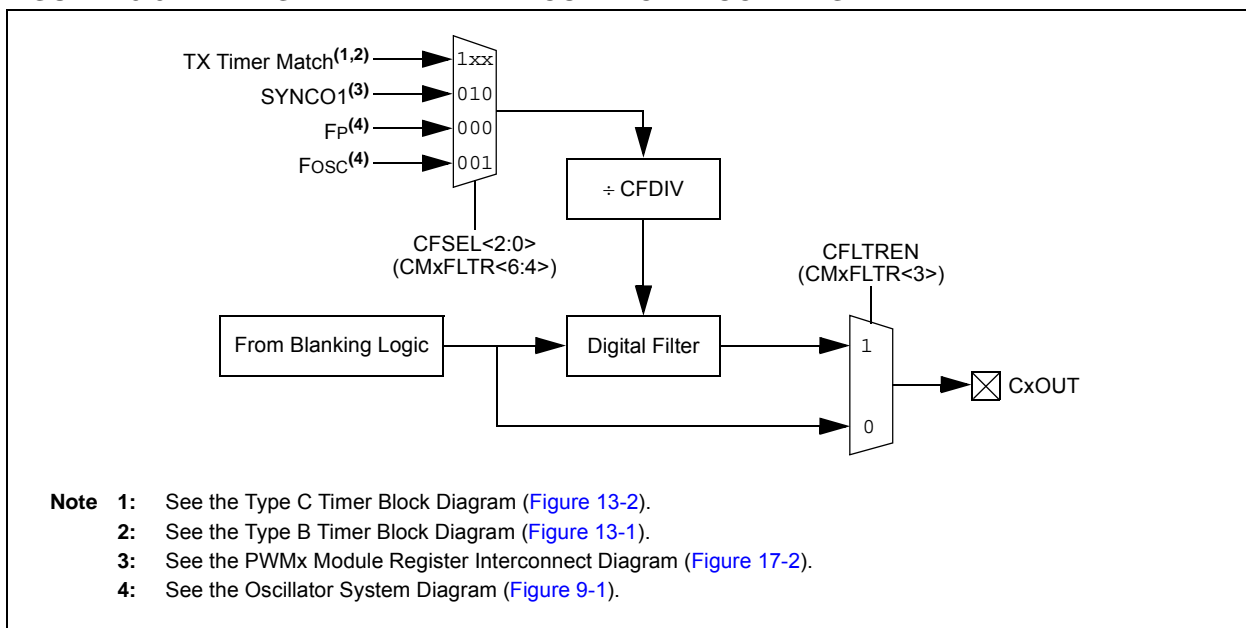 TX Timer Match(1,2)
1xx
SYNCO1(3)
010
FP(4)
000
FOSC(4)
001
÷ CFDIV
CFSEL<2:0>
(CMxFLTR<6:4>)
CFLTREN
(CMxFLTR<3>)
From Blanking Logic
Digital Filter
1
CxOUT
0
Note 1: See the Type C Timer Block Diagram (Figure 13-2).
2: See the Type B Timer Block Diagram (Figure 13-1).
3: See the PWMx Module Register Interconnect Diagram (Figure 17-2).
4: See the Oscillator System Diagram (Figure 9-1).